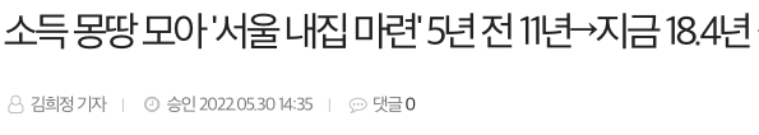 소득 몽땅 모아 '서울 내집 마련' 5년 전 11년→지금 18.4년
김희정 기자 | 승인 2022.05.30 14:35 | 댓글 0